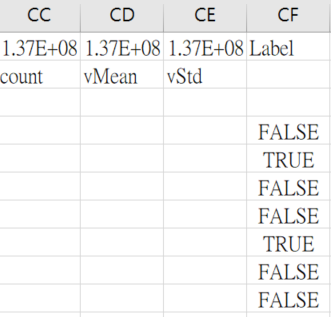 CC CD CE CF
1.37E+08 1.37E+08 1.37E+08 Label
count vMean vStd
FALSE
TRUE
FALSE
FALSE
TRUE
FALSE
FALSE